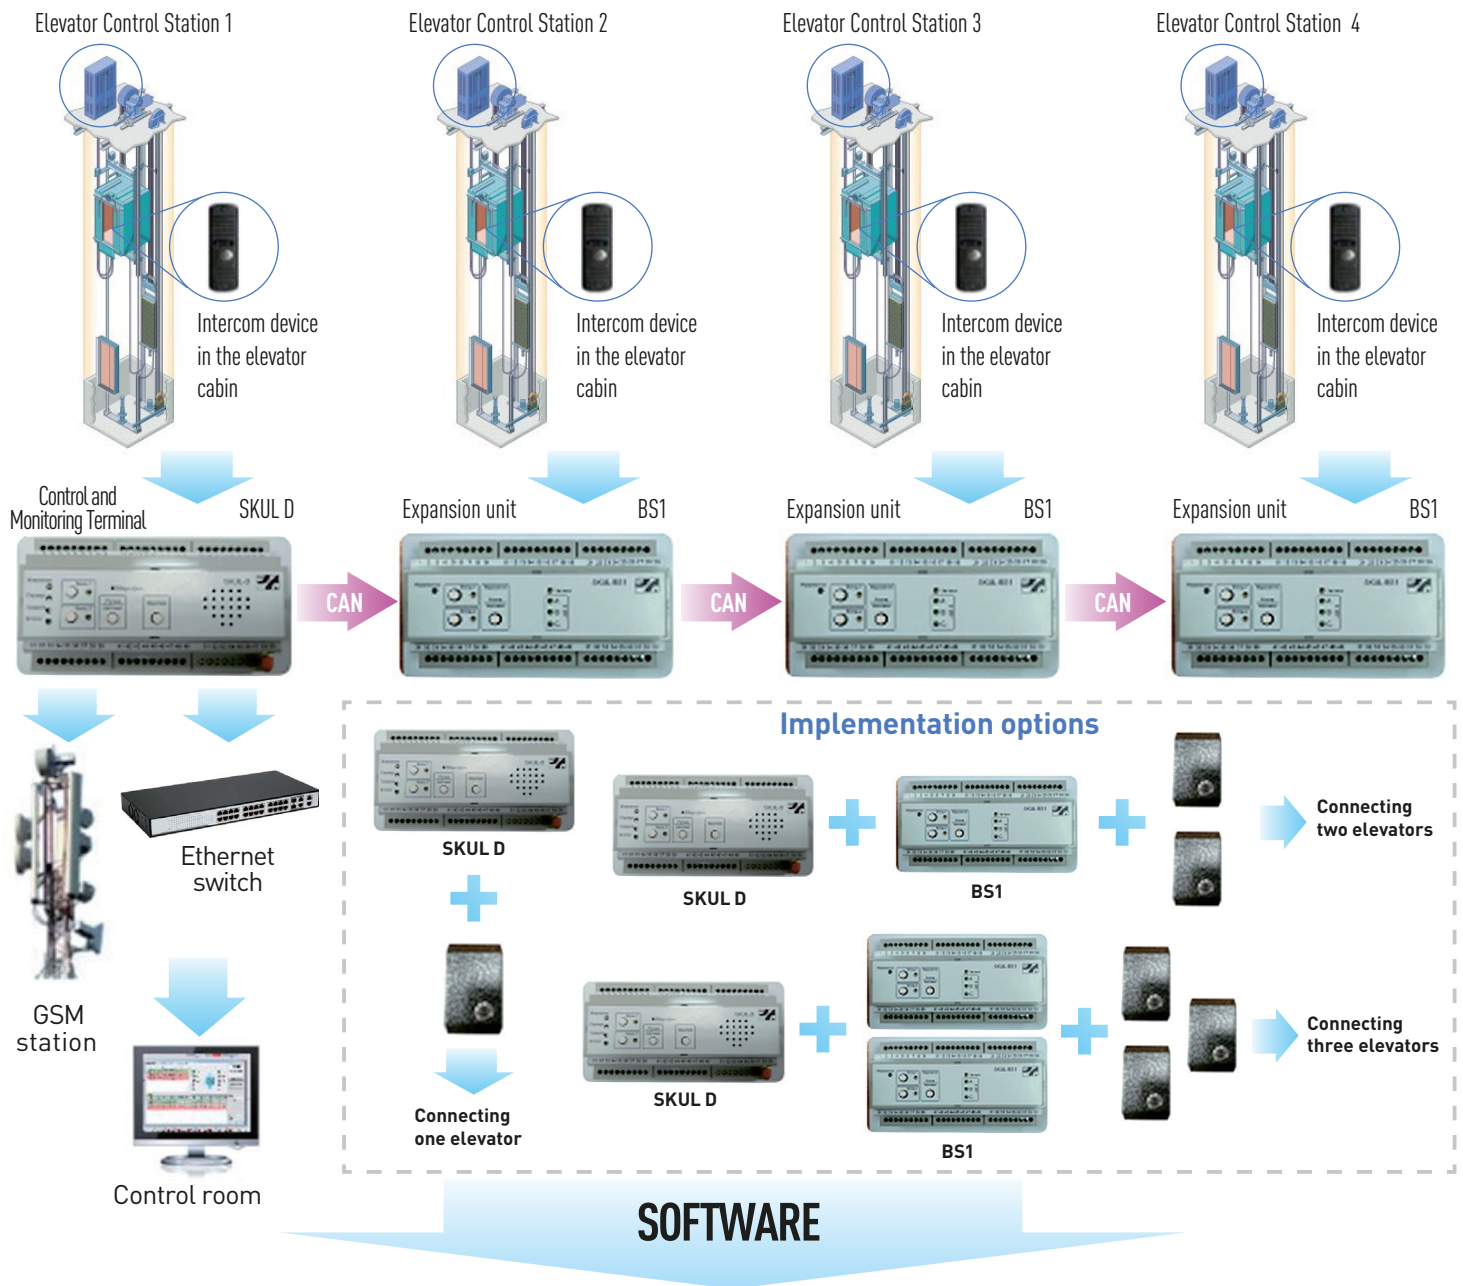 Elevator Control Station 1
Elevator Control Station 2
Elevator Control Station 3
Elevator Control Station 4
Intercom device
in the elevator
cabin
Intercom device
in the elevator
cabin
Intercom device
in the elevator
cabin
Intercom device
in the elevator
cabin
Control and
Monitoring Terminal
SKUL D
Expansion unit
BS1
Expansion unit
BS1
Expansion unit
BS1
CAN
CAN
CAN
Implementation options
SKUL D
SKUL D
BS1
Connecting
two elevators
Ethernet
switch
GSM
station
SKUL D
BS1
Connecting
three elevators
Connecting
one elevator
Control room
SOFTWARE